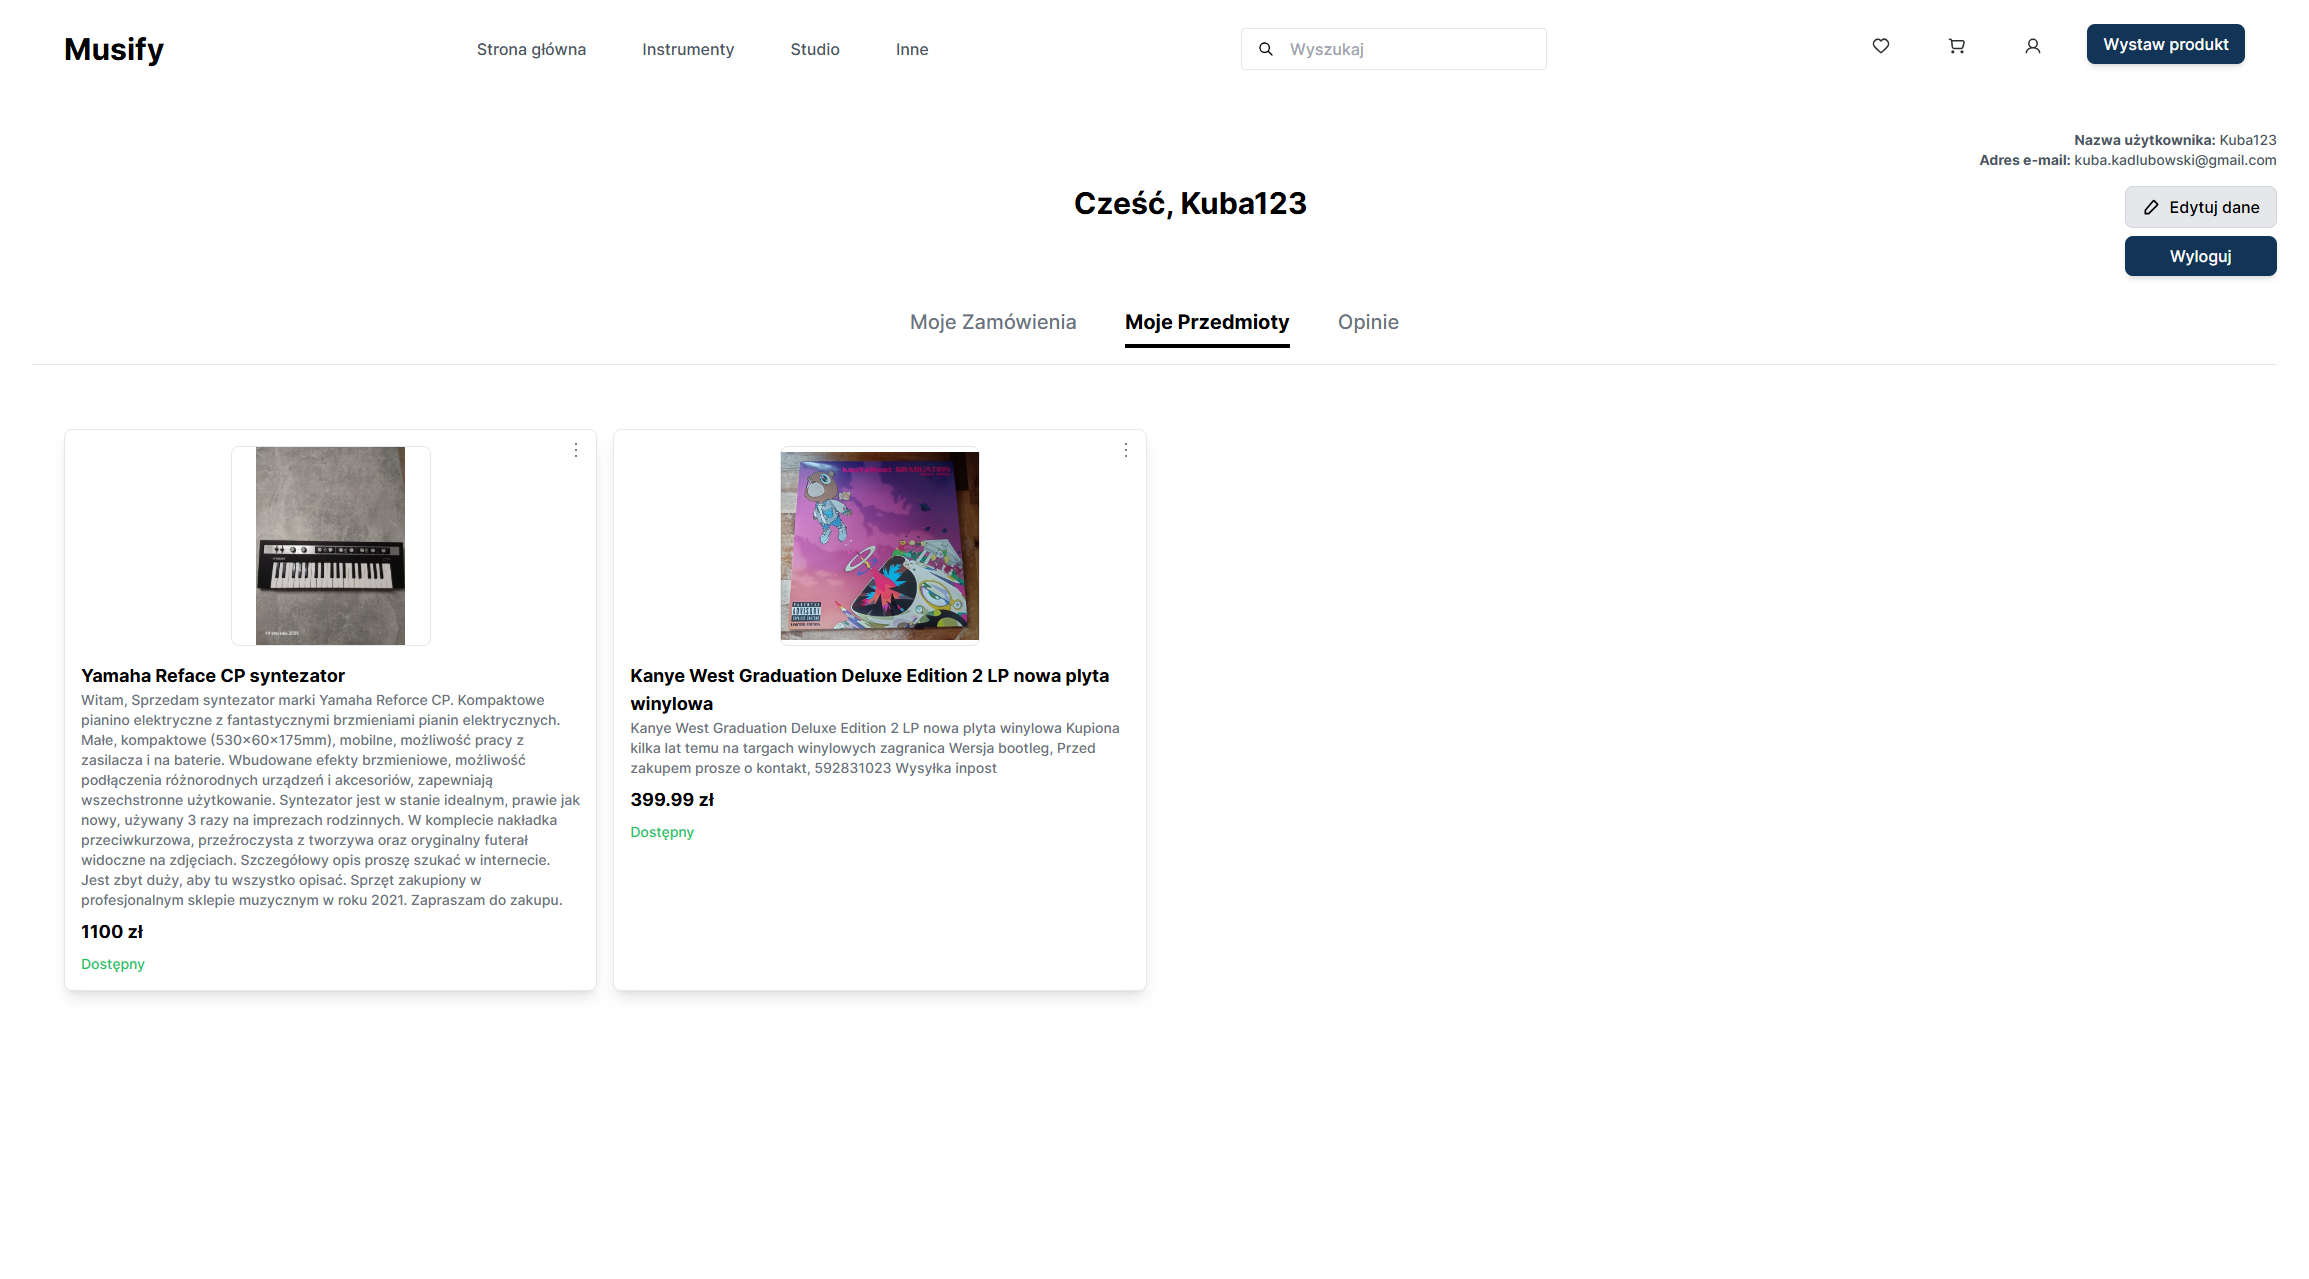 Musify
Strona główna
Instrumenty
Studio
Inne
Wyszukaj
Wystaw produkt
Nazwa użytkownika: Kuba123
Adres e-mail: kuba.kadlubowski@gmail.com
Cześć, Kuba123
Edytuj dane
Wyloguj
Moje Zamówienia
Moje Przedmioty
Opinie
Yamaha Reface CP syntezator
Witam, Sprzedam syntezator marki Yamaha Reforce CP. Kompaktowe
pianino elektryczne z fantastycznymi brzmieniami pianin elektrycznych.
Małe, kompaktowe (530x60x175mm), mobilne, możliwość pracy z
zasilacza i na baterie. Wbudowane efekty brzmieniowe, możliwość
podłączenia różnorodnych urządzeń i akcesoriów, zapewniają
wszechstronne użytkowanie. Syntezator jest w stanie idealnym, prawie jak
nowy, używany 3 razy na imprezach rodzinnych. W komplecie nakładka
przeciwkurzowa, przeźroczysta z tworzywa oraz oryginalny futerał
widoczne na zdjęciach. Szczegółowy opis proszę szukać w internecie.
Jest zbyt duży, aby tu wszystko opisać. Sprzęt zakupiony w
profesjonalnym sklepie muzycznym w roku 2021. Zapraszam do zakupu.
1100 zł
Dostępny
GRADUATION
PARENTAL
ADVISORY
Kanye West Graduation Deluxe Edition 2 LP nowa plyta
winylowa
Kanye West Graduation Deluxe Edition 2 LP nowa plyta winylowa Kupiona
kilka lat temu na targach winylowych zagranica Wersja bootleg, Przed
zakupem prosze o kontakt, 592831023 Wysyłka inpost
399.99 zł
Dostępny